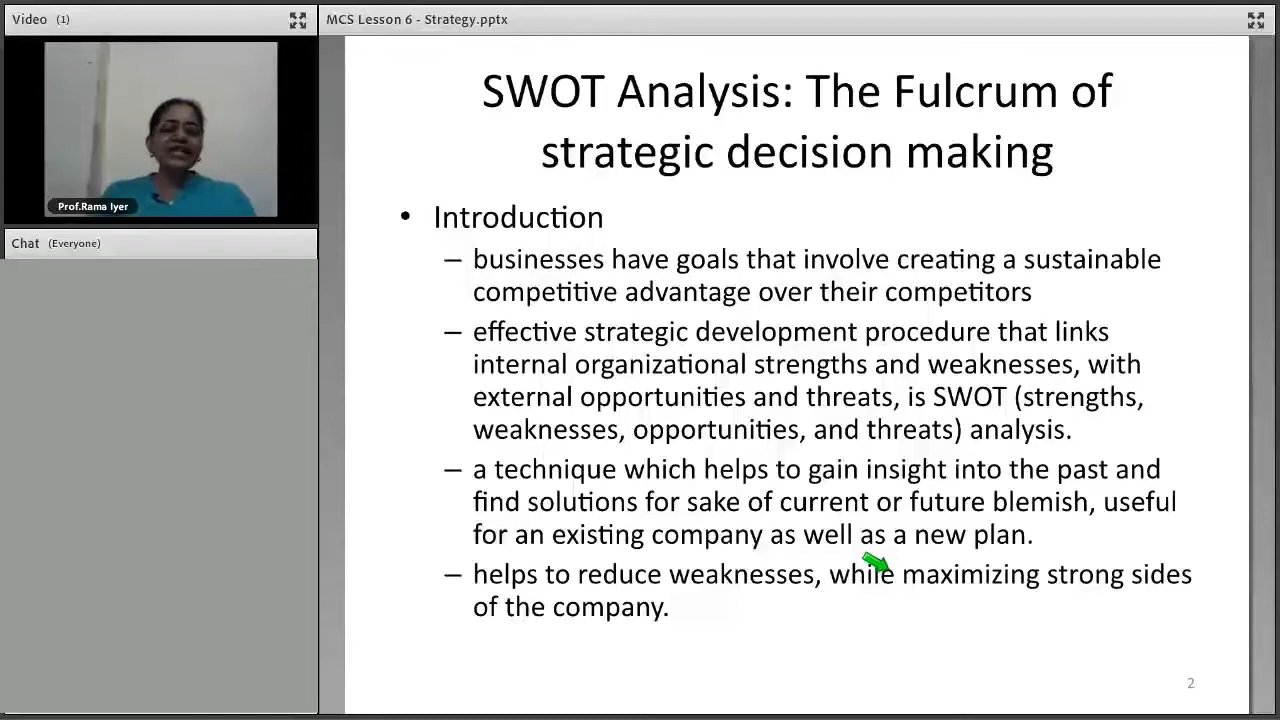 Video (1)
MCS Lesson 6 - Strategy.pptx
Prof.Rama Iyer
Chat (Everyone)
SWOT Analysis: The Fulcrum of
strategic decision making
• Introduction
– businesses have goals that involve creating a sustainable
competitive advantage over their competitors
– effective strategic development procedure that links
internal organizational strengths and weaknesses, with
external opportunities and threats, is SWOT (strengths,
weaknesses, opportunities, and threats) analysis.
– a technique which helps to gain insight into the past and
find solutions for sake of current or future blemish, useful
for an existing company as well as a new plan.
– helps to reduce weaknesses, while maximizing strong sides
of the company.
2